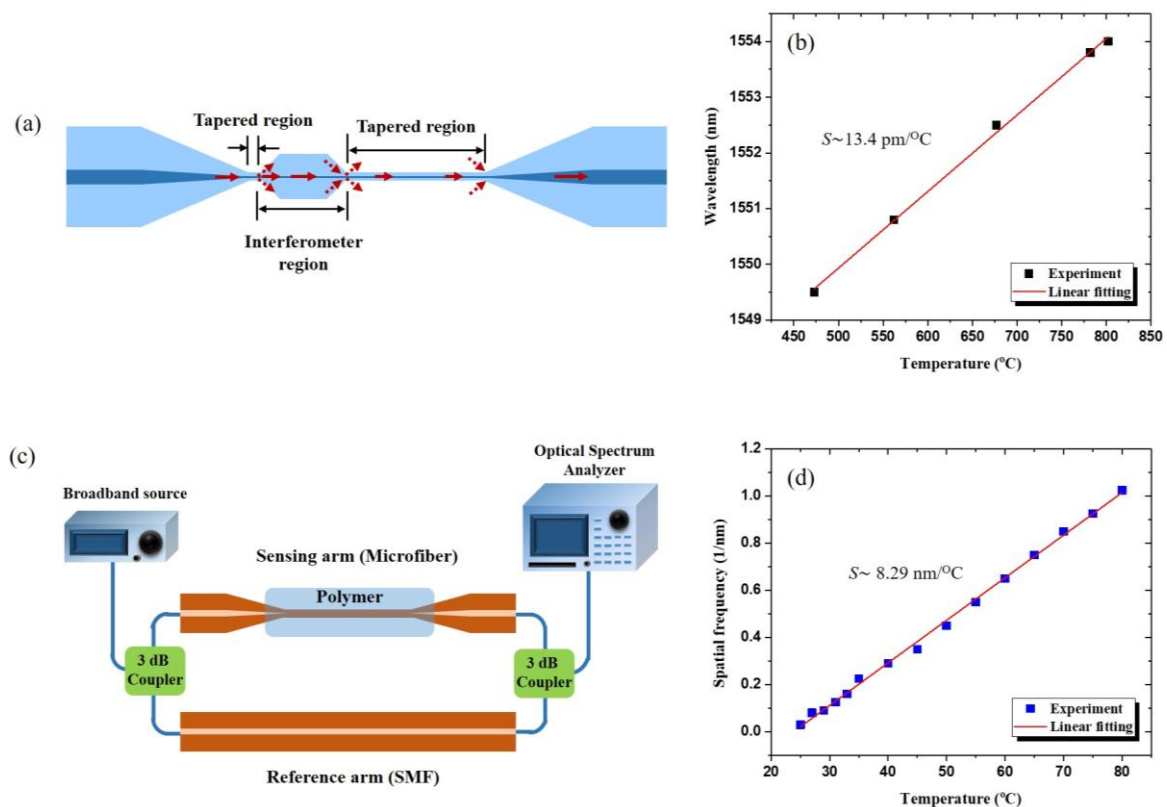 (a)
Tapered region
Tapered region
Interferometer
region
(b)
Wavelength (nm)
1554
1553
1552
1551
1550
1549
S~13.4 pm/ᴼC
Experiment
Linear fitting
450 500 550 600 650 700 750 800 850
Temperature (ºC)
(c)
Broadband source
Optical Spectrum
Analyzer
Sensing arm (Microfiber)
Polymer
3 dB
Coupler
3 dB
Coupler
Reference arm (SMF)
(d)
Spatial frequency (1/nm)
1.2
1.0
0.8
0.6
0.4
0.2
0.0
S~ 8.29 nm/ᴼC
Experiment
Linear fitting
20 30 40 50 60 70 80
Temperature (ºC)